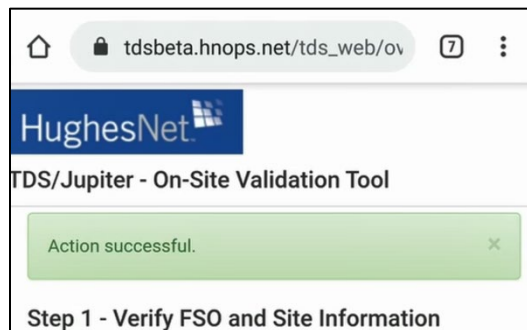 tdsbeta.hnops.net/tds_web/ov
7
HughesNet
TDS/Jupiter - On-Site Validation Tool
Action successful.
×
Step 1 - Verify FSO and Site Information